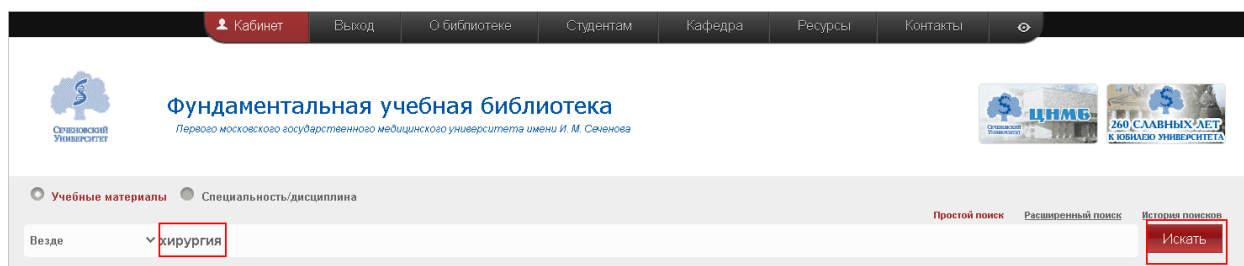 Кабинет Выход О библиотеке Студентам Кафедра Ресурсы Контакты
Фундаментальная учебная библиотека
Первого московского государственного медицинского университета имени И. М. Сеченова
Сеченовский
Университет
ЦНМБ
Сеченовский
Университет
260 СЛАВНЫХ ЛЕТ
К ЮБИЛЕЮ УНИВЕРСИТЕТА
Учебные материалы Специальность/дисциплина
Простой поиск Расширенный поиск История поисков
Везде хирургия Искать